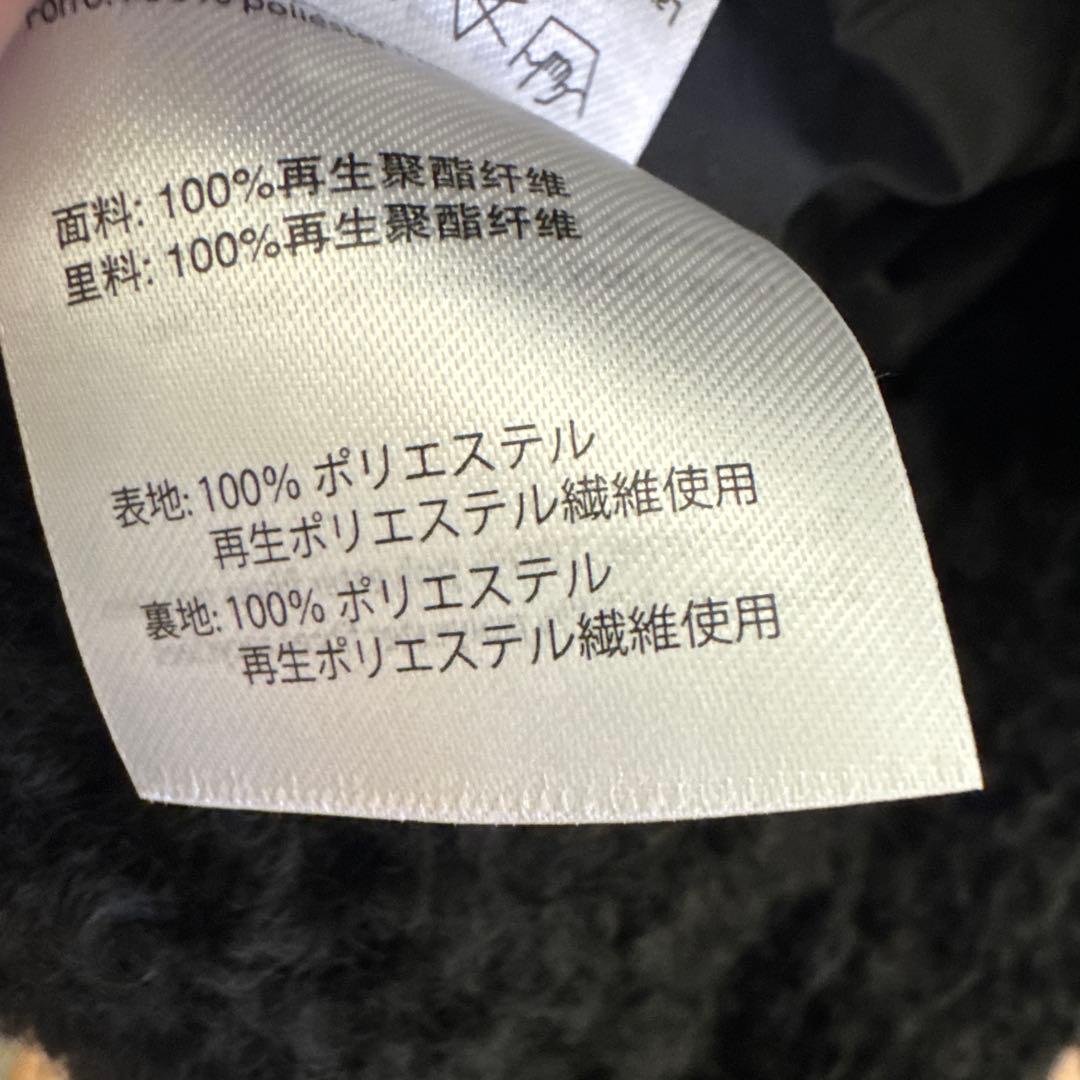 面料: 100%再生聚酯纤维
里料: 100%再生聚酯纤维
表地: 100% ポリエステル
再生ポリエステル繊維使用
裏地: 100% ポリエステル
再生ポリエステル繊維使用